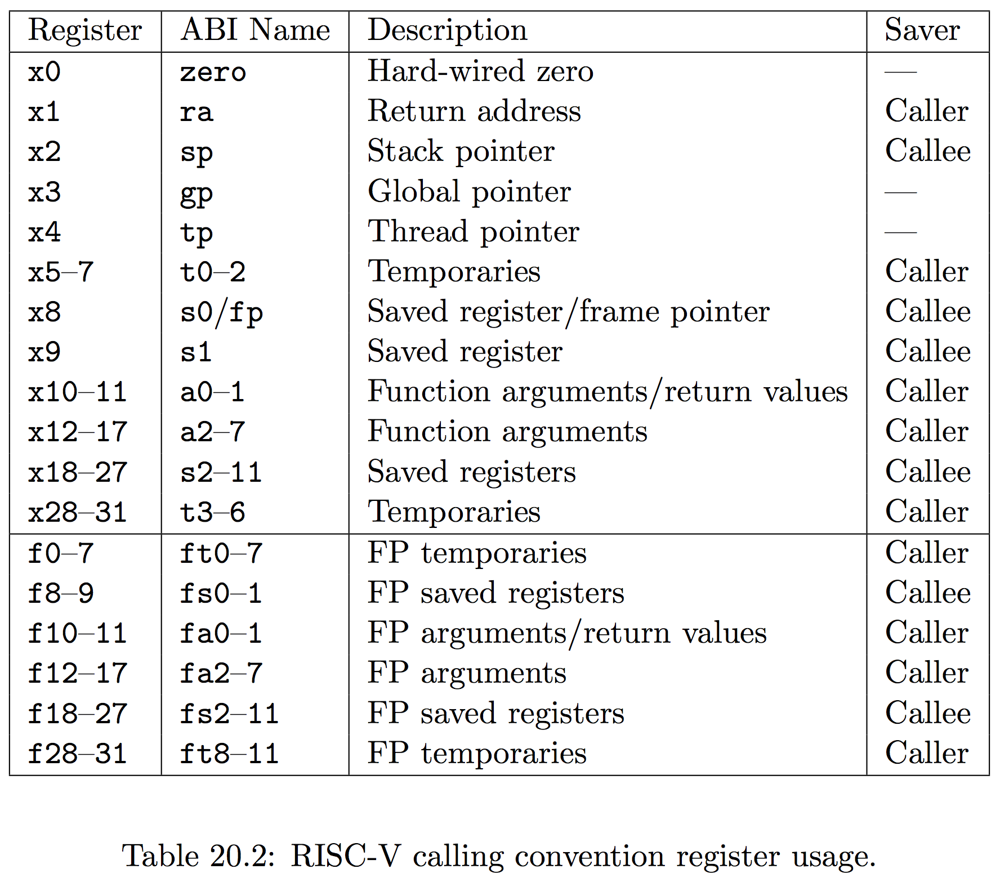 Register ABI Name Description Saver
x0 zero Hard-wired zero —
x1 ra Return address Caller
x2 sp Stack pointer Callee
x3 gp Global pointer —
x4 tp Thread pointer —
x5–7 t0–2 Temporaries Caller
x8 s0/fp Saved register/frame pointer Callee
x9 s1 Saved register Callee
x10–11 a0–1 Function arguments/return values Caller
x12–17 a2–7 Function arguments Caller
x18–27 s2–11 Saved registers Callee
x28–31 t3–6 Temporaries Caller
f0–7 ft0–7 FP temporaries Caller
f8–9 fs0–1 FP saved registers Callee
f10–11 fa0–1 FP arguments/return values Caller
f12–17 fa2–7 FP arguments Caller
f18–27 fs2–11 FP saved registers Callee
f28–31 ft8–11 FP temporaries Caller
Table 20.2: RISC-V calling convention register usage.